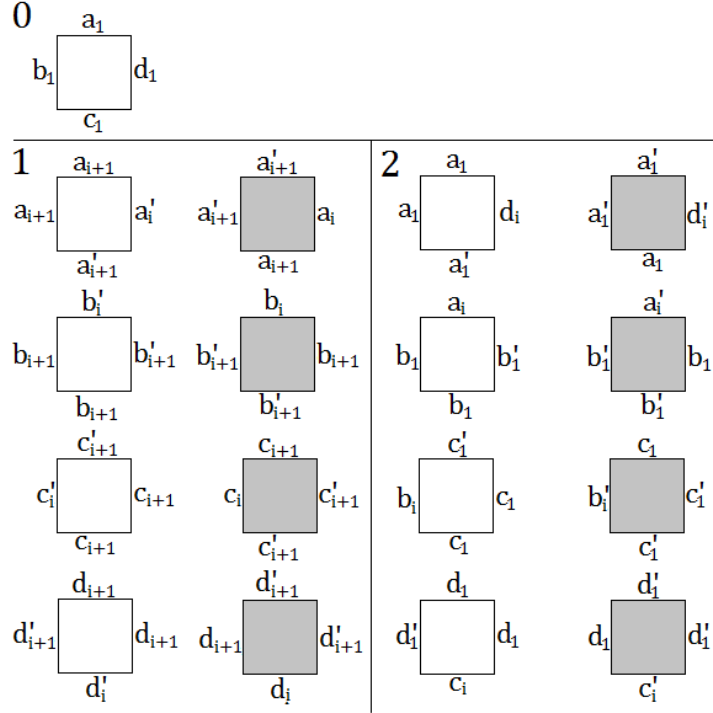 0
a₁
b₁ d₁
c₁
1 2
aᵢ₊₁ a'ᵢ₊₁ a₁ a'₁
aᵢ₊₁ a'ᵢ a'ᵢ₊₁ aᵢ a₁ dᵢ a'₁ d'ᵢ
a'ᵢ₊₁ aᵢ₊₁ a'₁ a₁
b'ᵢ bᵢ aᵢ a'ᵢ
bᵢ₊₁ b'ᵢ₊₁ b'ᵢ₊₁ bᵢ₊₁ b₁ b'₁ b'₁ b₁
bᵢ₊₁ b'ᵢ₊₁ b₁ b'₁
c'ᵢ₊₁ cᵢ₊₁ c'₁ c₁
c'ᵢ cᵢ₊₁ cᵢ c'ᵢ₊₁ bᵢ c₁ b'ᵢ c'₁
cᵢ₊₁ c'ᵢ₊₁ c₁ c'₁
dᵢ₊₁ d'ᵢ₊₁ d₁ d'₁
d'ᵢ₊₁ dᵢ₊₁ dᵢ₊₁ d'ᵢ₊₁ d'₁ d₁ d₁ d'₁
d'ᵢ dᵢ cᵢ c'ᵢ